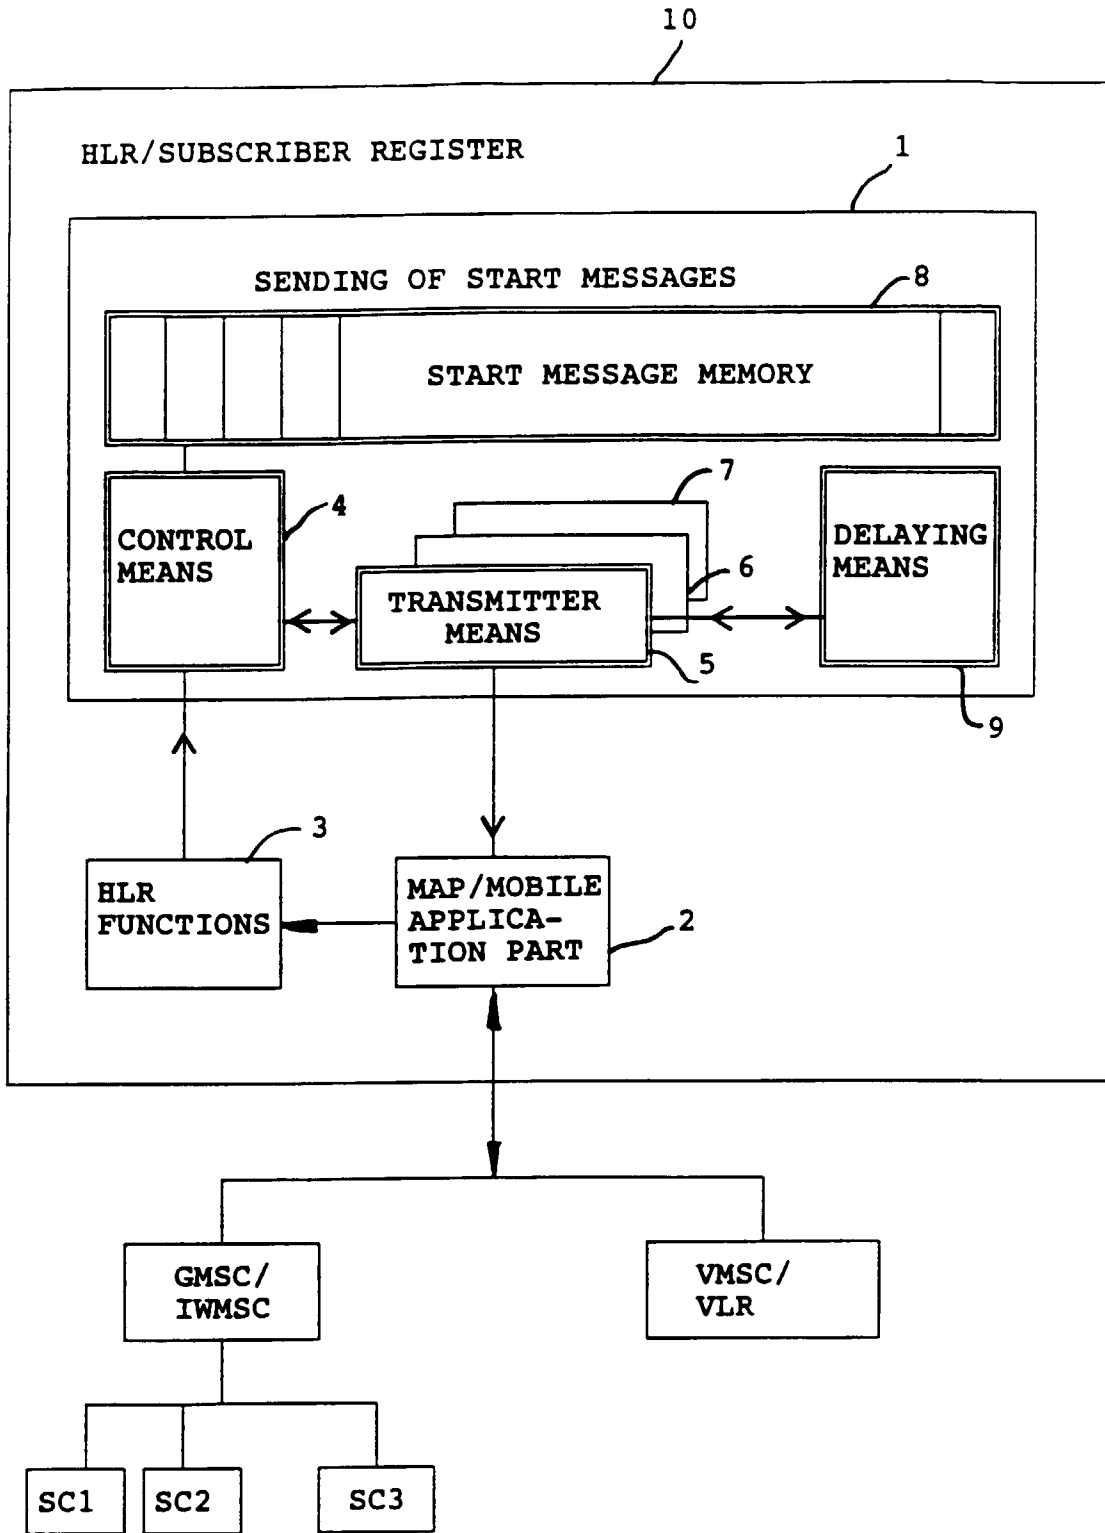 10
HLR/SUBSCRIBER REGISTER
1
SENDING OF START MESSAGES
8
START MESSAGE MEMORY
7
4
CONTROL
MEANS
DELAYING
MEANS
6
TRANSMITTER
MEANS
5
9
3
HLR
FUNCTIONS
MAP/MOBILE
APPLICA-
TION PART
2
GMSC/
IWMSC
VMSC/
VLR
SC1
SC2
SC3